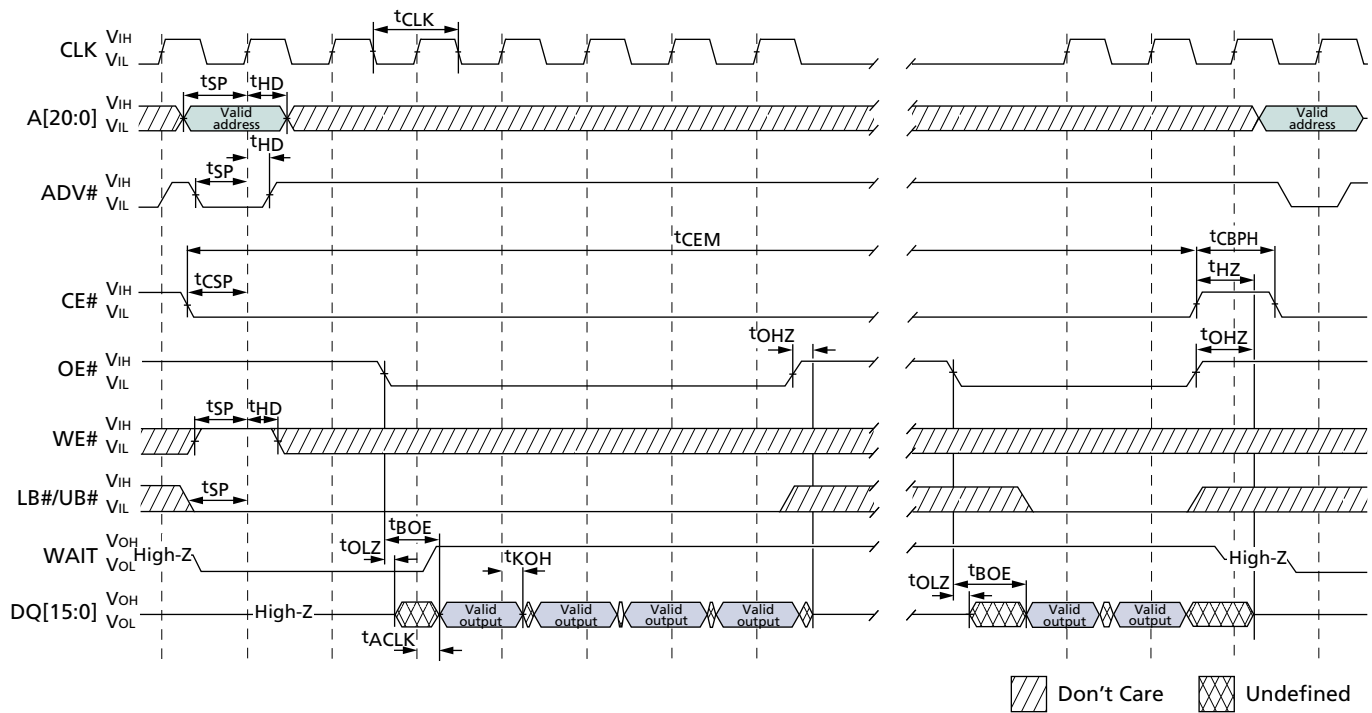 tCLK
CLK VIH
VIL
tSP tHD
A[20:0] VIH
VIL
Valid address
Valid address
tHD
tSP
ADV# VIH
VIL
tCEM
tCBPH
tCSP
tHZ
CE# VIH
VIL
tOHZ
tOHZ
OE# VIH
VIL
tSP tHD
WE# VIH
VIL
tSP
LB#/UB# VIH
VIL
tBOE
tOLZ
tKOH
WAIT VOH
VOL
High-Z
High-Z
tOLZ
tBOE
DQ[15:0] VOH
VOL
High-Z
Valid output
Valid output
Valid output
Valid output
Valid output
Valid output
tACLK
Don't Care
Undefined